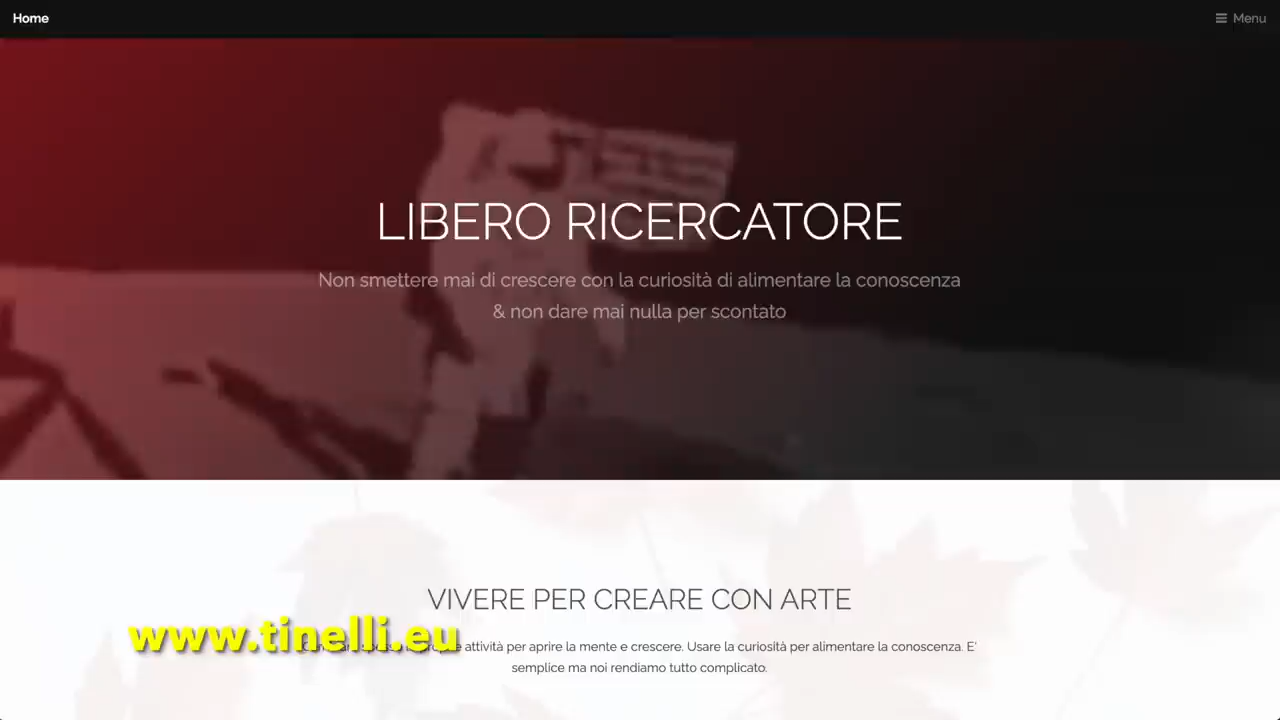 Home
Menu
LIBERO RICERCATORE
Non smettere mai di crescere con la curiosità di alimentare la conoscenza
& non dare mai nulla per scontato
VIVERE PER CREARE CON ARTE
www.tinelli.eu
attività per aprire la mente e crescere. Usare la curiosità per alimentare la conoscenza. E'
semplice ma noi rendiamo tutto complicato.